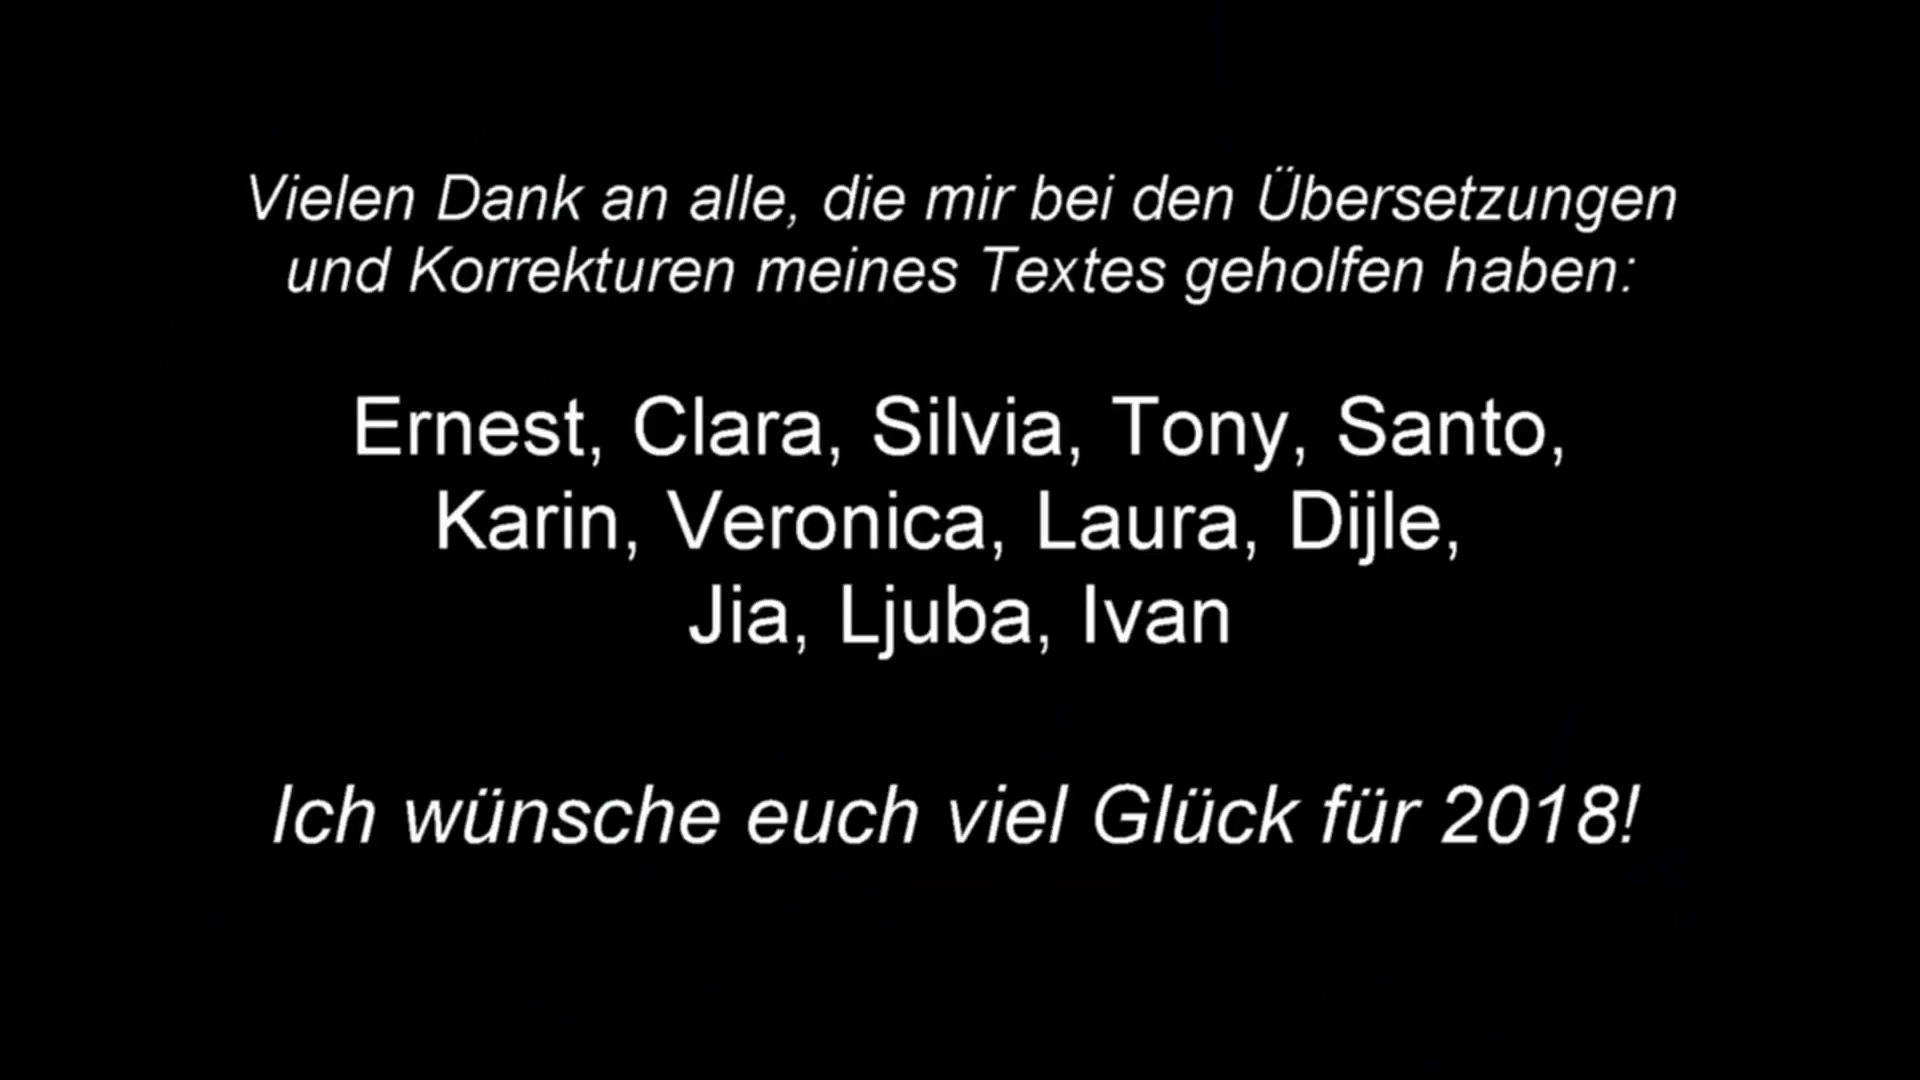 Vielen Dank an alle, die mir bei den Übersetzungen
und Korrekturen meines Textes geholfen haben:
Ernest, Clara, Silvia, Tony, Santo,
Karin, Veronica, Laura, Dijle,
Jia, Ljuba, Ivan
Ich wünsche euch viel Glück für 2018!